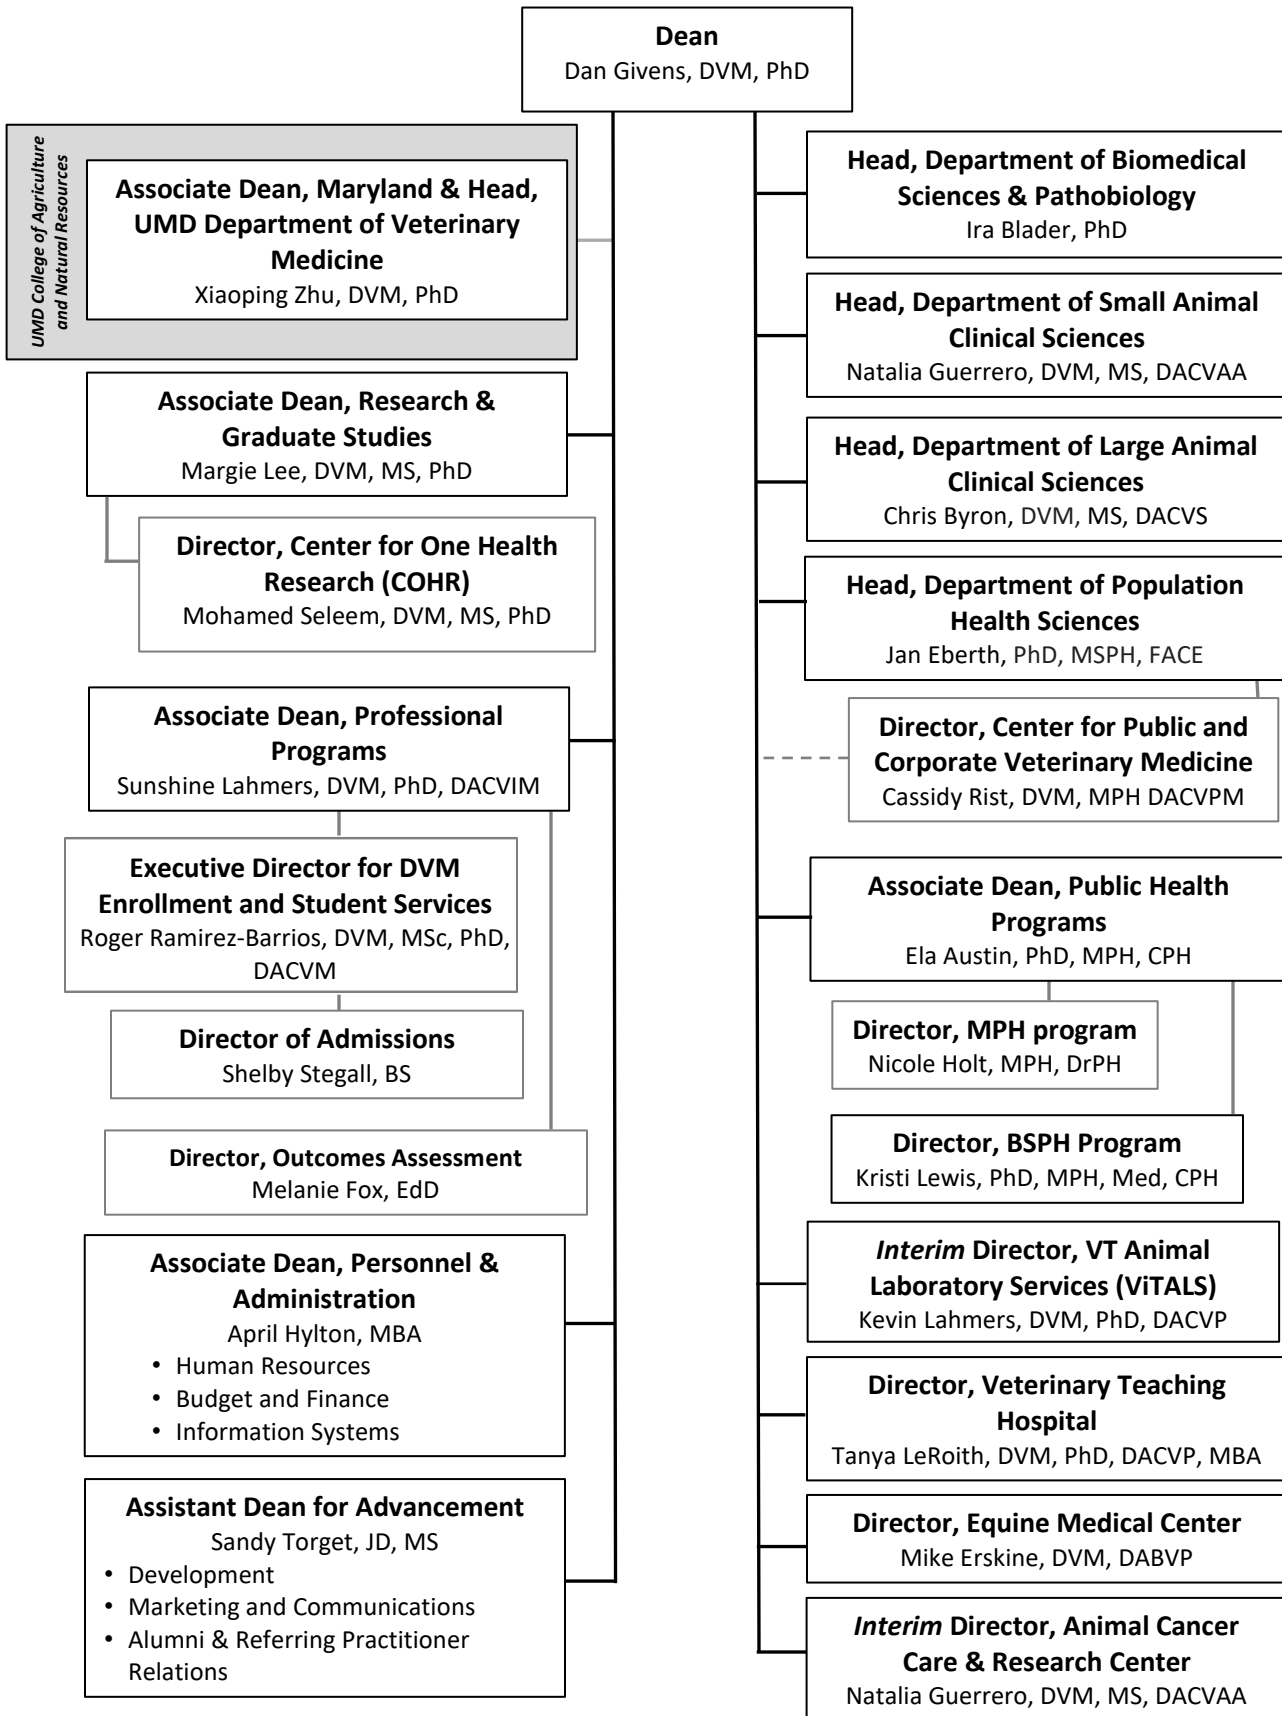 Dean
Dan Givens, DVM, PhD
UMD College of Agriculture
and Natural Resources
Associate Dean, Maryland & Head,
UMD Department of Veterinary
Medicine
Xiaoping Zhu, DVM, PhD
Associate Dean, Research &
Graduate Studies
Margie Lee, DVM, MS, PhD
Director, Center for One Health
Research (COHR)
Mohamed Seleem, DVM, MS, PhD
Associate Dean, Professional
Programs
Sunshine Lahmers, DVM, PhD, DACVIM
Executive Director for DVM
Enrollment and Student Services
Roger Ramirez-Barrios, DVM, MSc, PhD,
DACVM
Director of Admissions
Shelby Stegall, BS
Director, Outcomes Assessment
Melanie Fox, EdD
Associate Dean, Personnel &
Administration
April Hylton, MBA
• Human Resources
• Budget and Finance
• Information Systems
Assistant Dean for Advancement
Sandy Torget, JD, MS
• Development
• Marketing and Communications
• Alumni & Referring Practitioner
Relations
Head, Department of Biomedical
Sciences & Pathobiology
Ira Blader, PhD
Head, Department of Small Animal
Clinical Sciences
Natalia Guerrero, DVM, MS, DACVAA
Head, Department of Large Animal
Clinical Sciences
Chris Byron, DVM, MS, DACVS
Head, Department of Population
Health Sciences
Jan Eberth, PhD, MSPH, FACE
Director, Center for Public and
Corporate Veterinary Medicine
Cassidy Rist, DVM, MPH DACVPM
Associate Dean, Public Health
Programs
Ela Austin, PhD, MPH, CPH
Director, MPH program
Nicole Holt, MPH, DrPH
Director, BSPH Program
Kristi Lewis, PhD, MPH, Med, CPH
Interim Director, VT Animal
Laboratory Services (ViTALS)
Kevin Lahmers, DVM, PhD, DACVP
Director, Veterinary Teaching
Hospital
Tanya LeRoith, DVM, PhD, DACVP, MBA
Director, Equine Medical Center
Mike Erskine, DVM, DABVP
Interim Director, Animal Cancer
Care & Research Center
Natalia Guerrero, DVM, MS, DACVAA